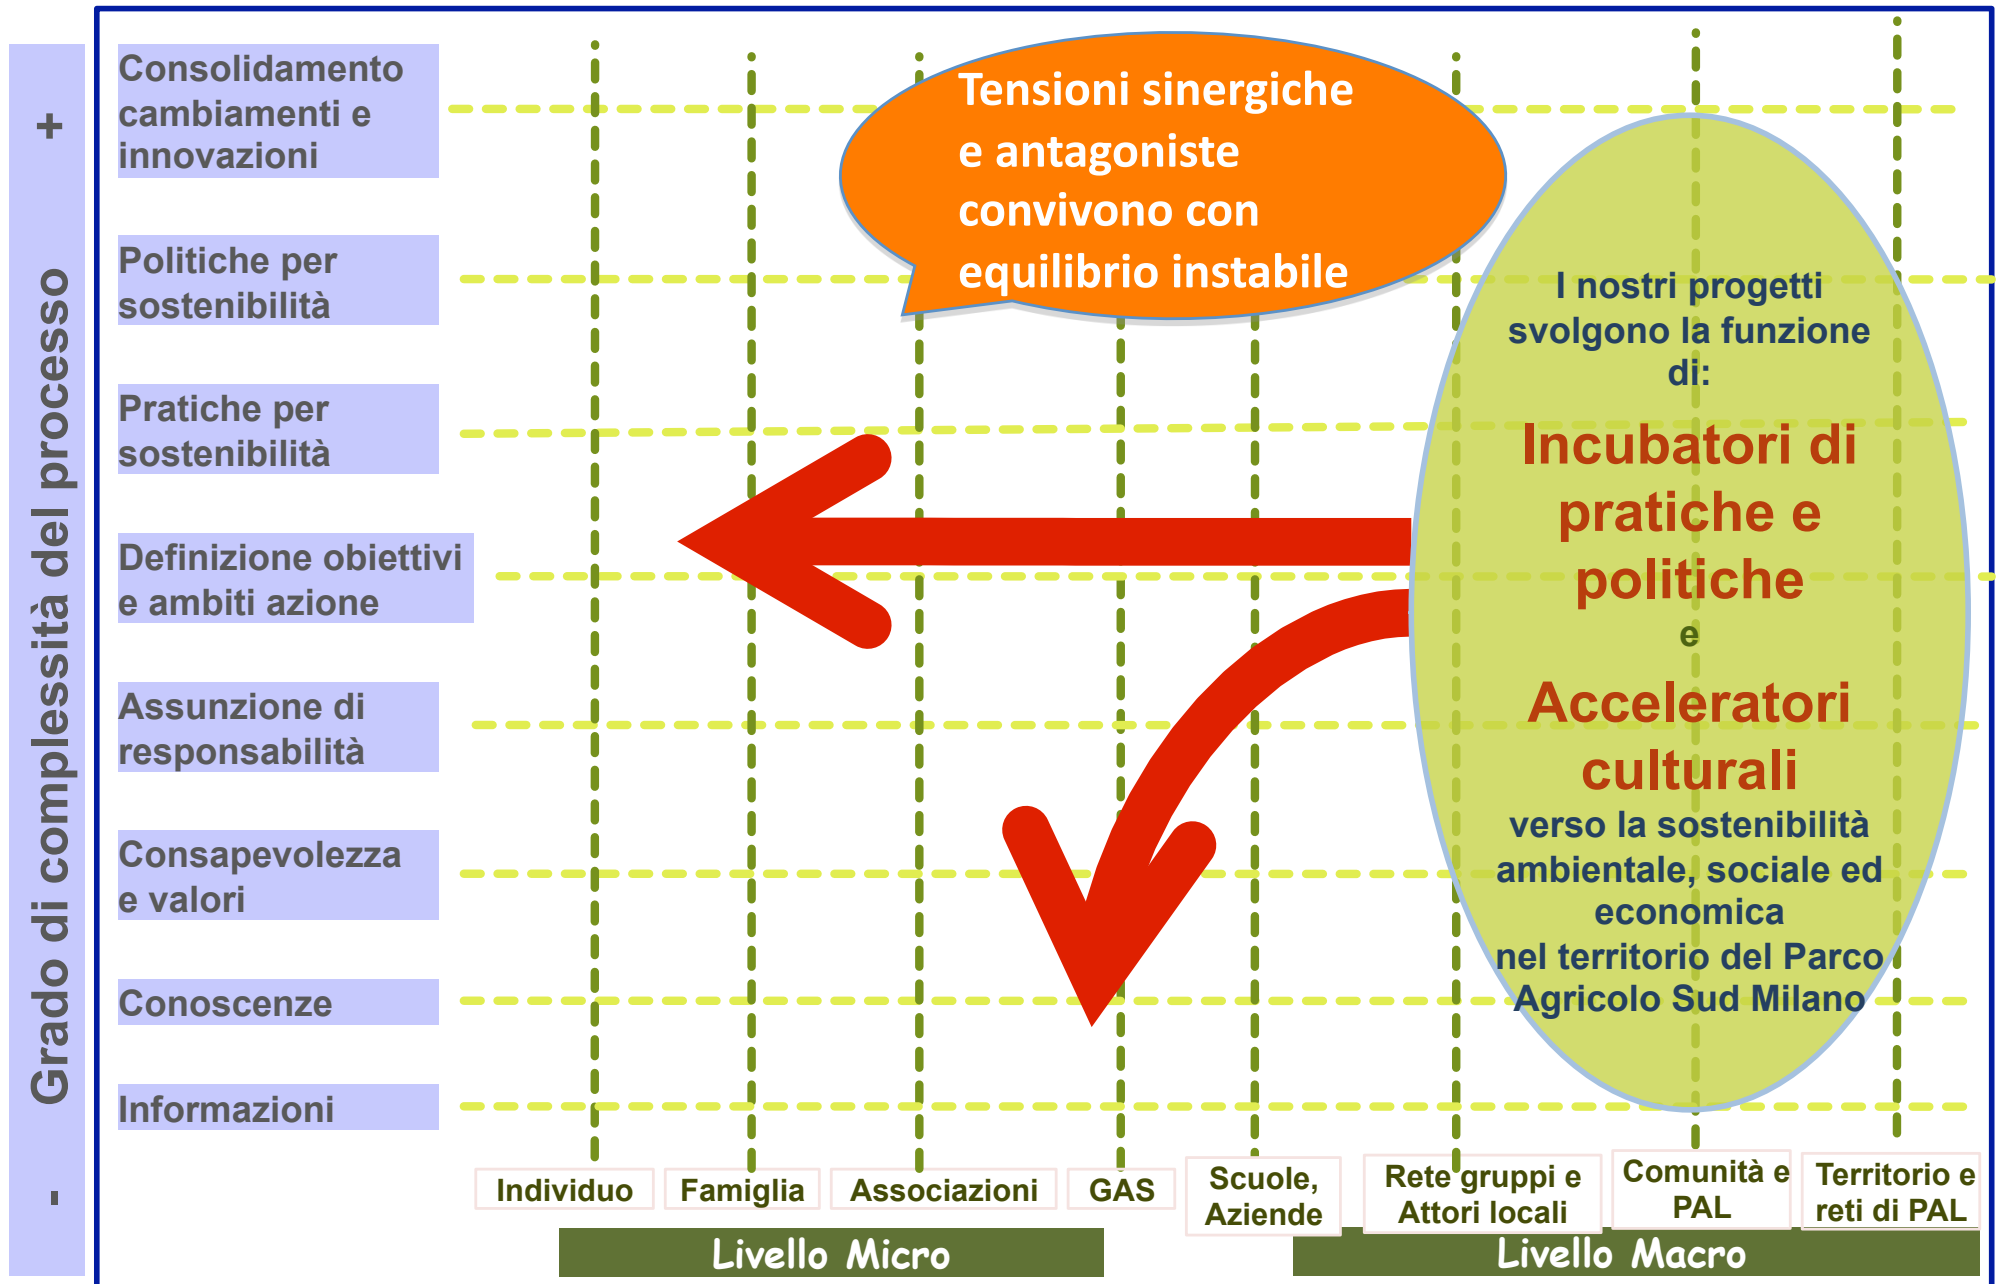 +
Grado di complessità del processo
-
Consolidamento
cambiamenti e
innovazioni
Politiche per
sostenibilità
Pratiche per
sostenibilità
Definizione obiettivi
e ambiti azione
Assunzione di
responsabilità
Consapevolezza
e valori
Conoscenze
Informazioni
Tensioni sinergiche
e antagoniste
convivono con
equilibrio instabile
I nostri progetti
svolgono la funzione
di:
Incubatori di
pratiche e
politiche
e
Acceleratori
culturali
verso la sostenibilità
ambientale, sociale ed
economica
nel territorio del Parco
Agricolo Sud Milano
Individuo
Famiglia
Associazioni
GAS
Scuole,
Aziende
Rete gruppi e
Attori locali
Comunità e
PAL
Territorio e
reti di PAL
Livello Micro
Livello Macro